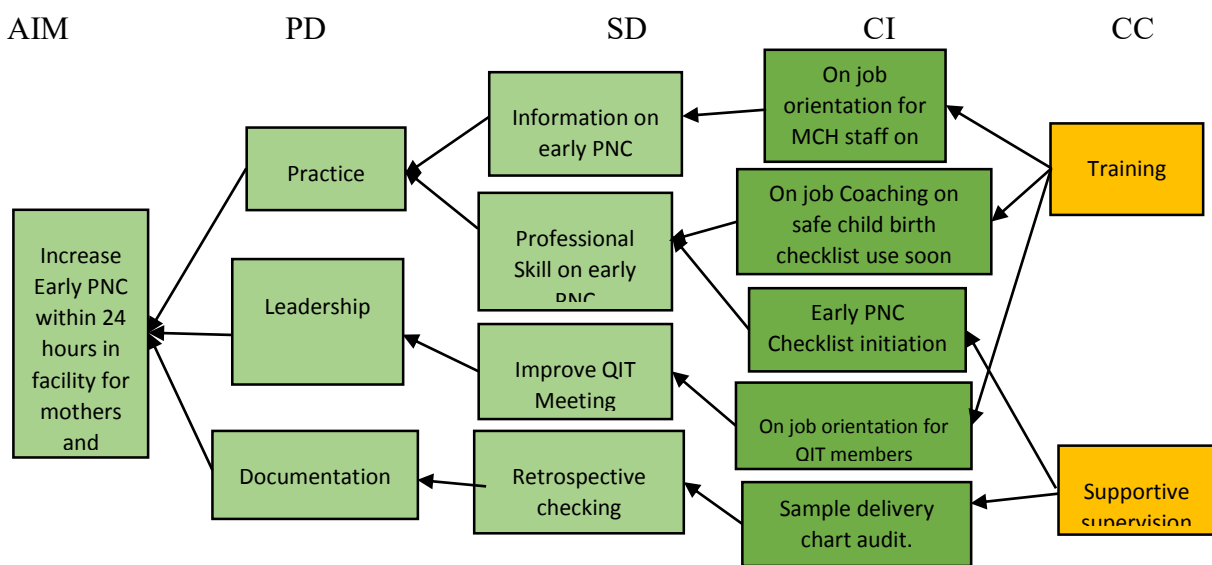 AIM PD SD CI CC
Increase
Early PNC
within 24
hours in
facility for
mothers
and
Practice
Leadership
Documentation
Information on
early PNC
Professional
Skill on early
PNC
Improve QIT
Meeting
Retrospective
checking
On job
orientation for
MCH staff on
On job Coaching on
safe child birth
checklist use soon
Early PNC
Checklist initiation
On job orientation for
QIT members
Sample delivery
chart audit.
Training
Supportive
supervision